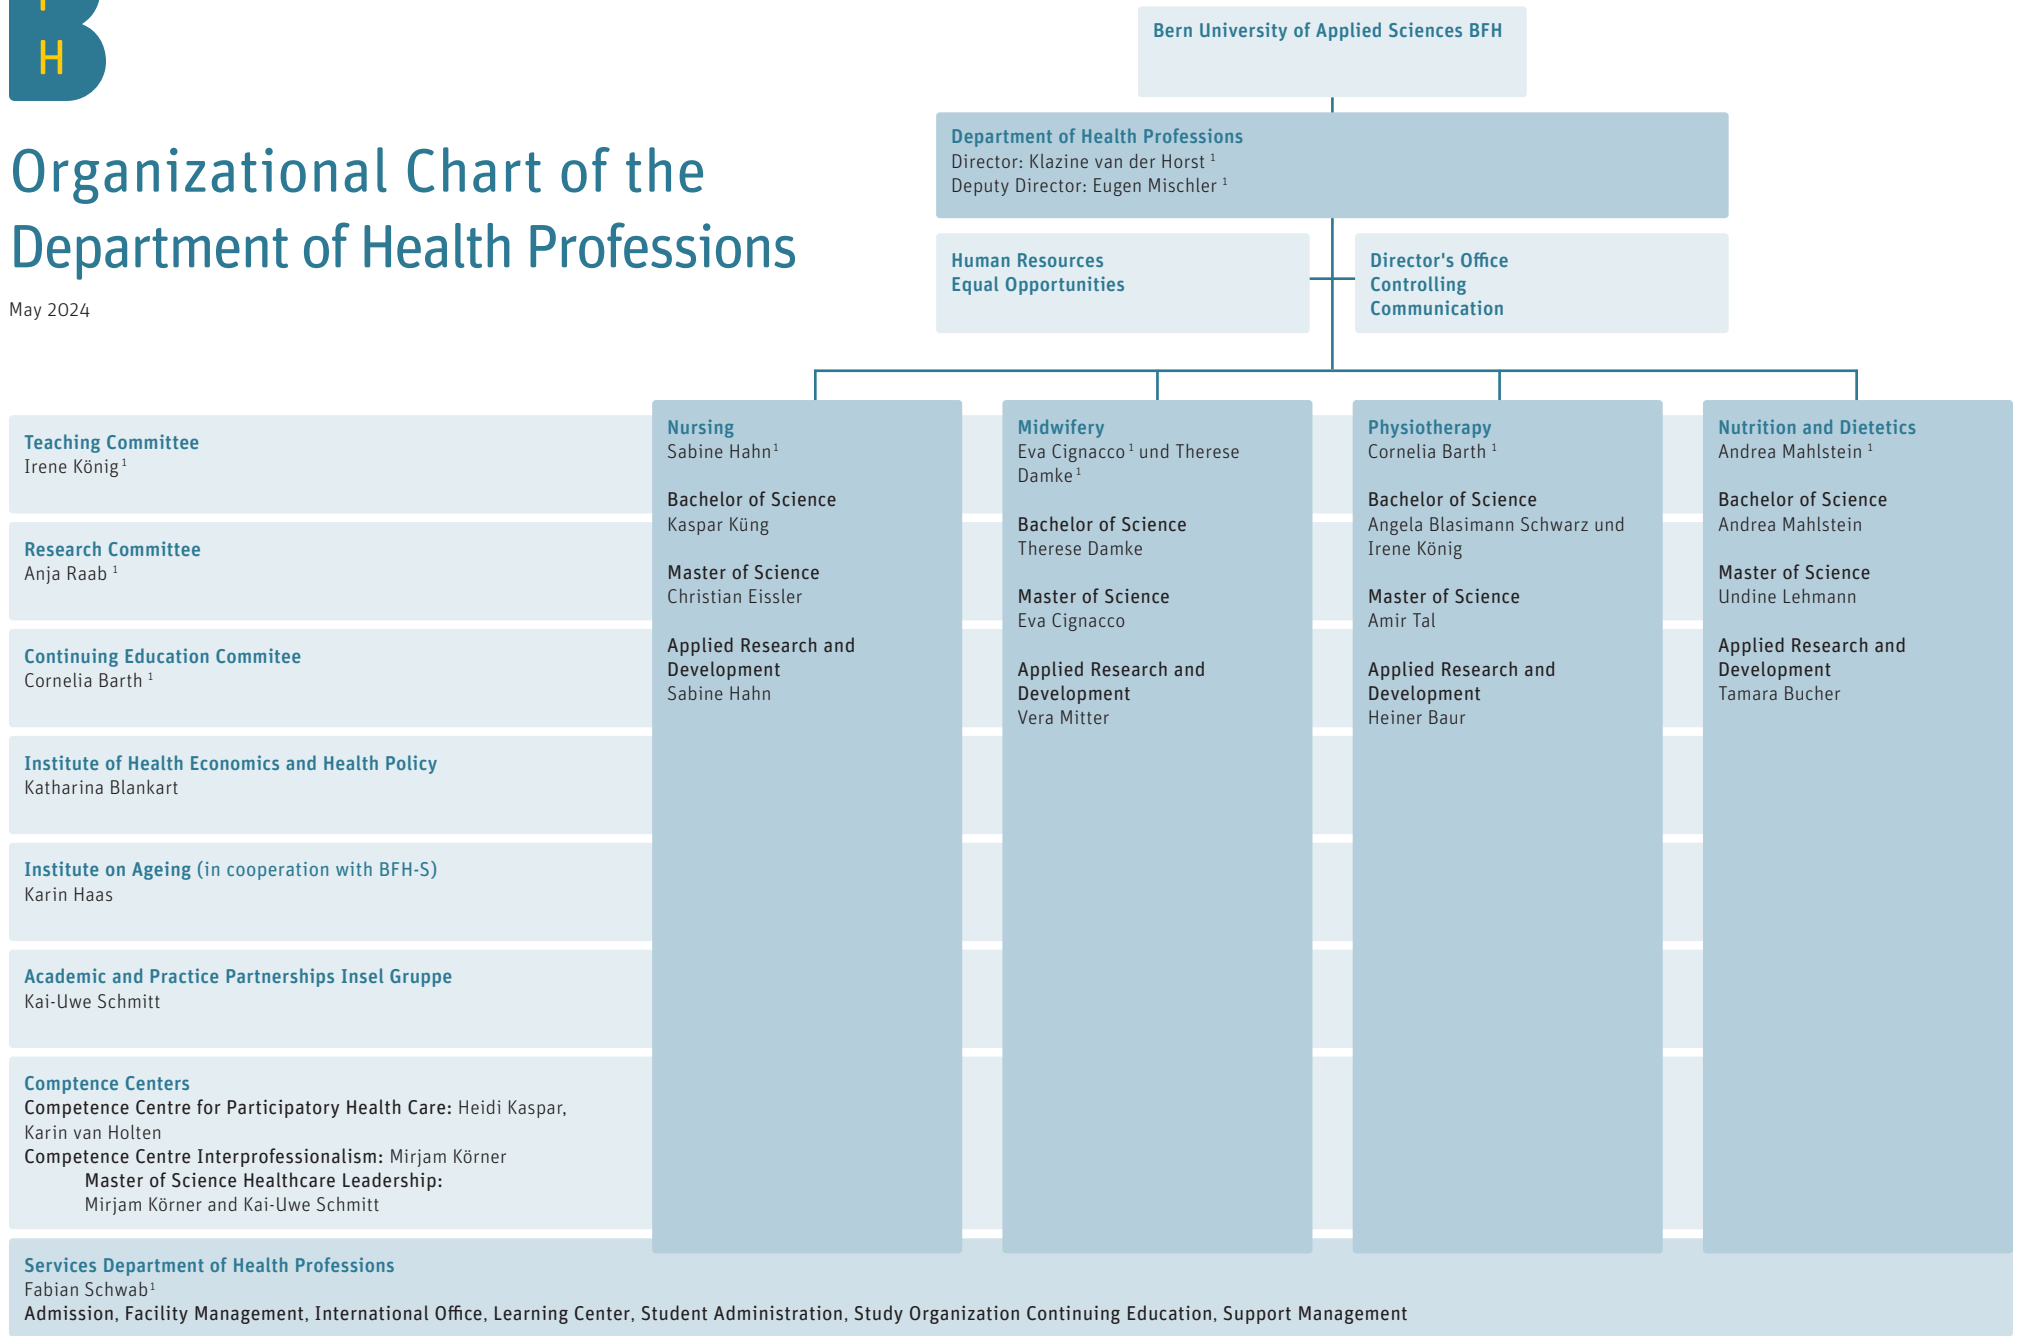 H
Organizational Chart of the
Department of Health Professions
May 2024
Bern University of Applied Sciences BFH
Department of Health Professions
Director: Klazine van der Horst ¹
Deputy Director: Eugen Mischler ¹
Human Resources
Equal Opportunities
Director's Office
Controlling
Communication
Teaching Committee
Irene König ¹
Research Committee
Anja Raab ¹
Continuing Education Commitee
Cornelia Barth ¹
Institute of Health Economics and Health Policy
Katharina Blankart
Institute on Ageing (in cooperation with BFH-S)
Karin Haas
Academic and Practice Partnerships Insel Gruppe
Kai-Uwe Schmitt
Comptence Centers
Competence Centre for Participatory Health Care: Heidi Kaspar,
Karin van Holten
Competence Centre Interprofessionalism: Mirjam Körner
Master of Science Healthcare Leadership:
Mirjam Körner and Kai-Uwe Schmitt
Nursing
Sabine Hahn ¹
Bachelor of Science
Kaspar Küng
Master of Science
Christian Eissler
Applied Research and
Development
Sabine Hahn
Midwifery
Eva Cignacco ¹ und Therese
Damke ¹
Bachelor of Science
Therese Damke
Master of Science
Eva Cignacco
Applied Research and
Development
Vera Mitter
Physiotherapy
Cornelia Barth ¹
Bachelor of Science
Angela Blasimann Schwarz und
Irene König
Master of Science
Amir Tal
Applied Research and
Development
Heiner Baur
Nutrition and Dietetics
Andrea Mahlstein ¹
Bachelor of Science
Andrea Mahlstein
Master of Science
Undine Lehmann
Applied Research and
Development
Tamara Bucher
Services Department of Health Professions
Fabian Schwab ¹
Admission, Facility Management, International Office, Learning Center, Student Administration, Study Organization Continuing Education, Support Management